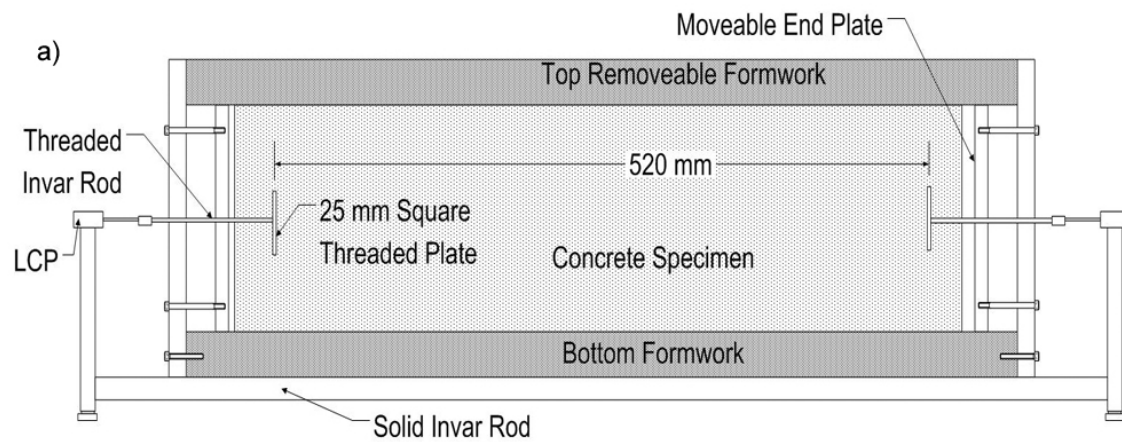 a)
Moveable End Plate
Top Removeable Formwork
Threaded
Invar Rod
520 mm
25 mm Square
Threaded Plate
LCP
Concrete Specimen
Bottom Formwork
Solid Invar Rod